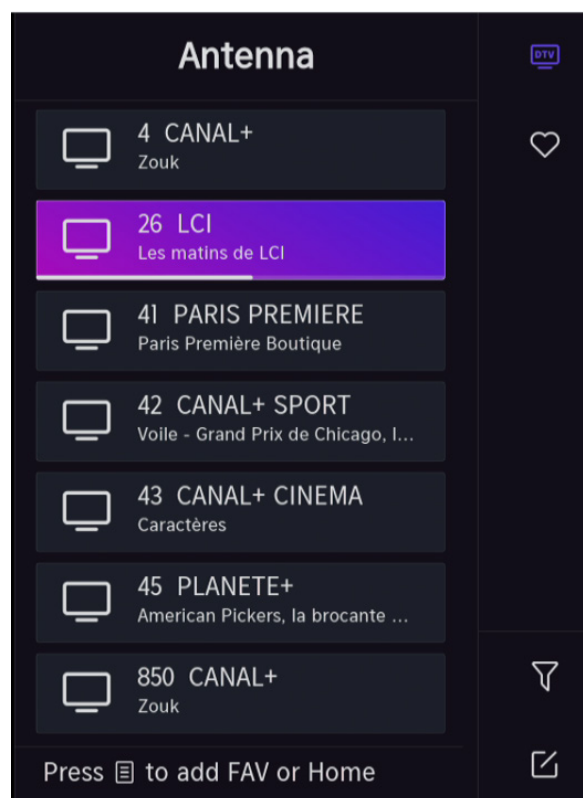 Antenna
DTV
4 CANAL+
Zouk
26 LCI
Les matins de LCI
41 PARIS PREMIERE
Paris Première Boutique
42 CANAL+ SPORT
Voile - Grand Prix de Chicago, l...
43 CANAL+ CINEMA
Caractères
45 PLANETE+
American Pickers, la brocante ...
850 CANAL+
Zouk
Press to add FAV or Home